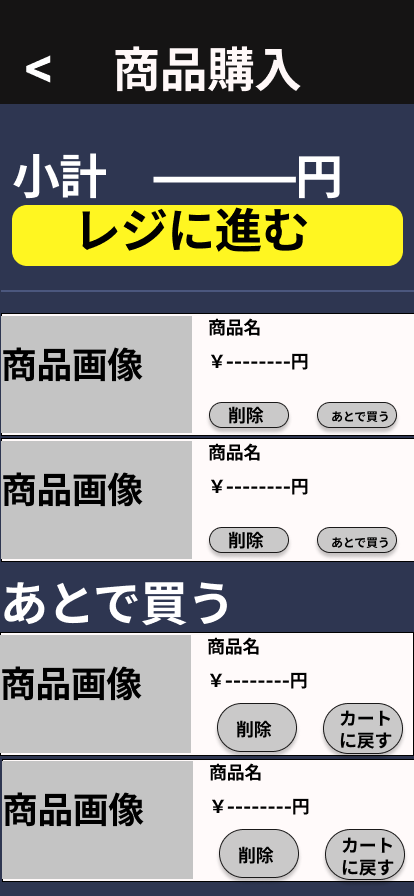 < 商品購入
小計　———円
レジに進む
商品画像
商品名
￥--------円
削除
あとで買う
商品画像
商品名
￥--------円
削除
あとで買う
あとで買う
商品画像
商品名
￥--------円
削除
カート
に戻す
商品画像
商品名
￥--------円
削除
カート
に戻す